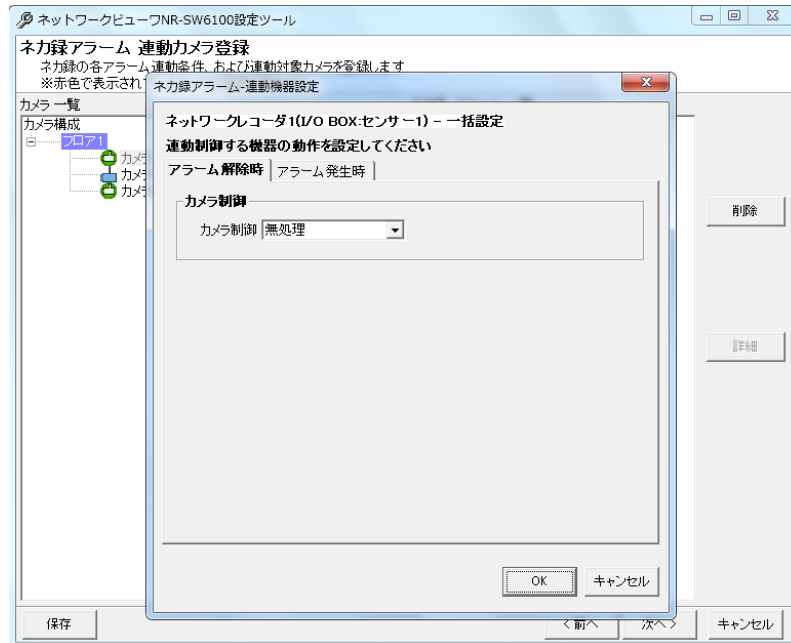 ネットワークビューワNR-SW6100設定ツール
ネカ録アラーム 連動カメラ登録
ネカ録の各アラーム連動条件、および連動対象カメラを登録します
※赤色で表示され
カメラ一覧
カメラ構成
フロア1
カメ
カメ
カメ
ネカ録アラーム-連動機器設定
ネットワークレコーダ1(I/O BOX:センサー1) - 一括設定
連動制御する機器の動作を設定してください
アラーム解除時 アラーム発生時
カメラ制御
カメラ制御 無処理
削除
詳細
OK キャンセル
保存 <前へ 次へ> キャンセル